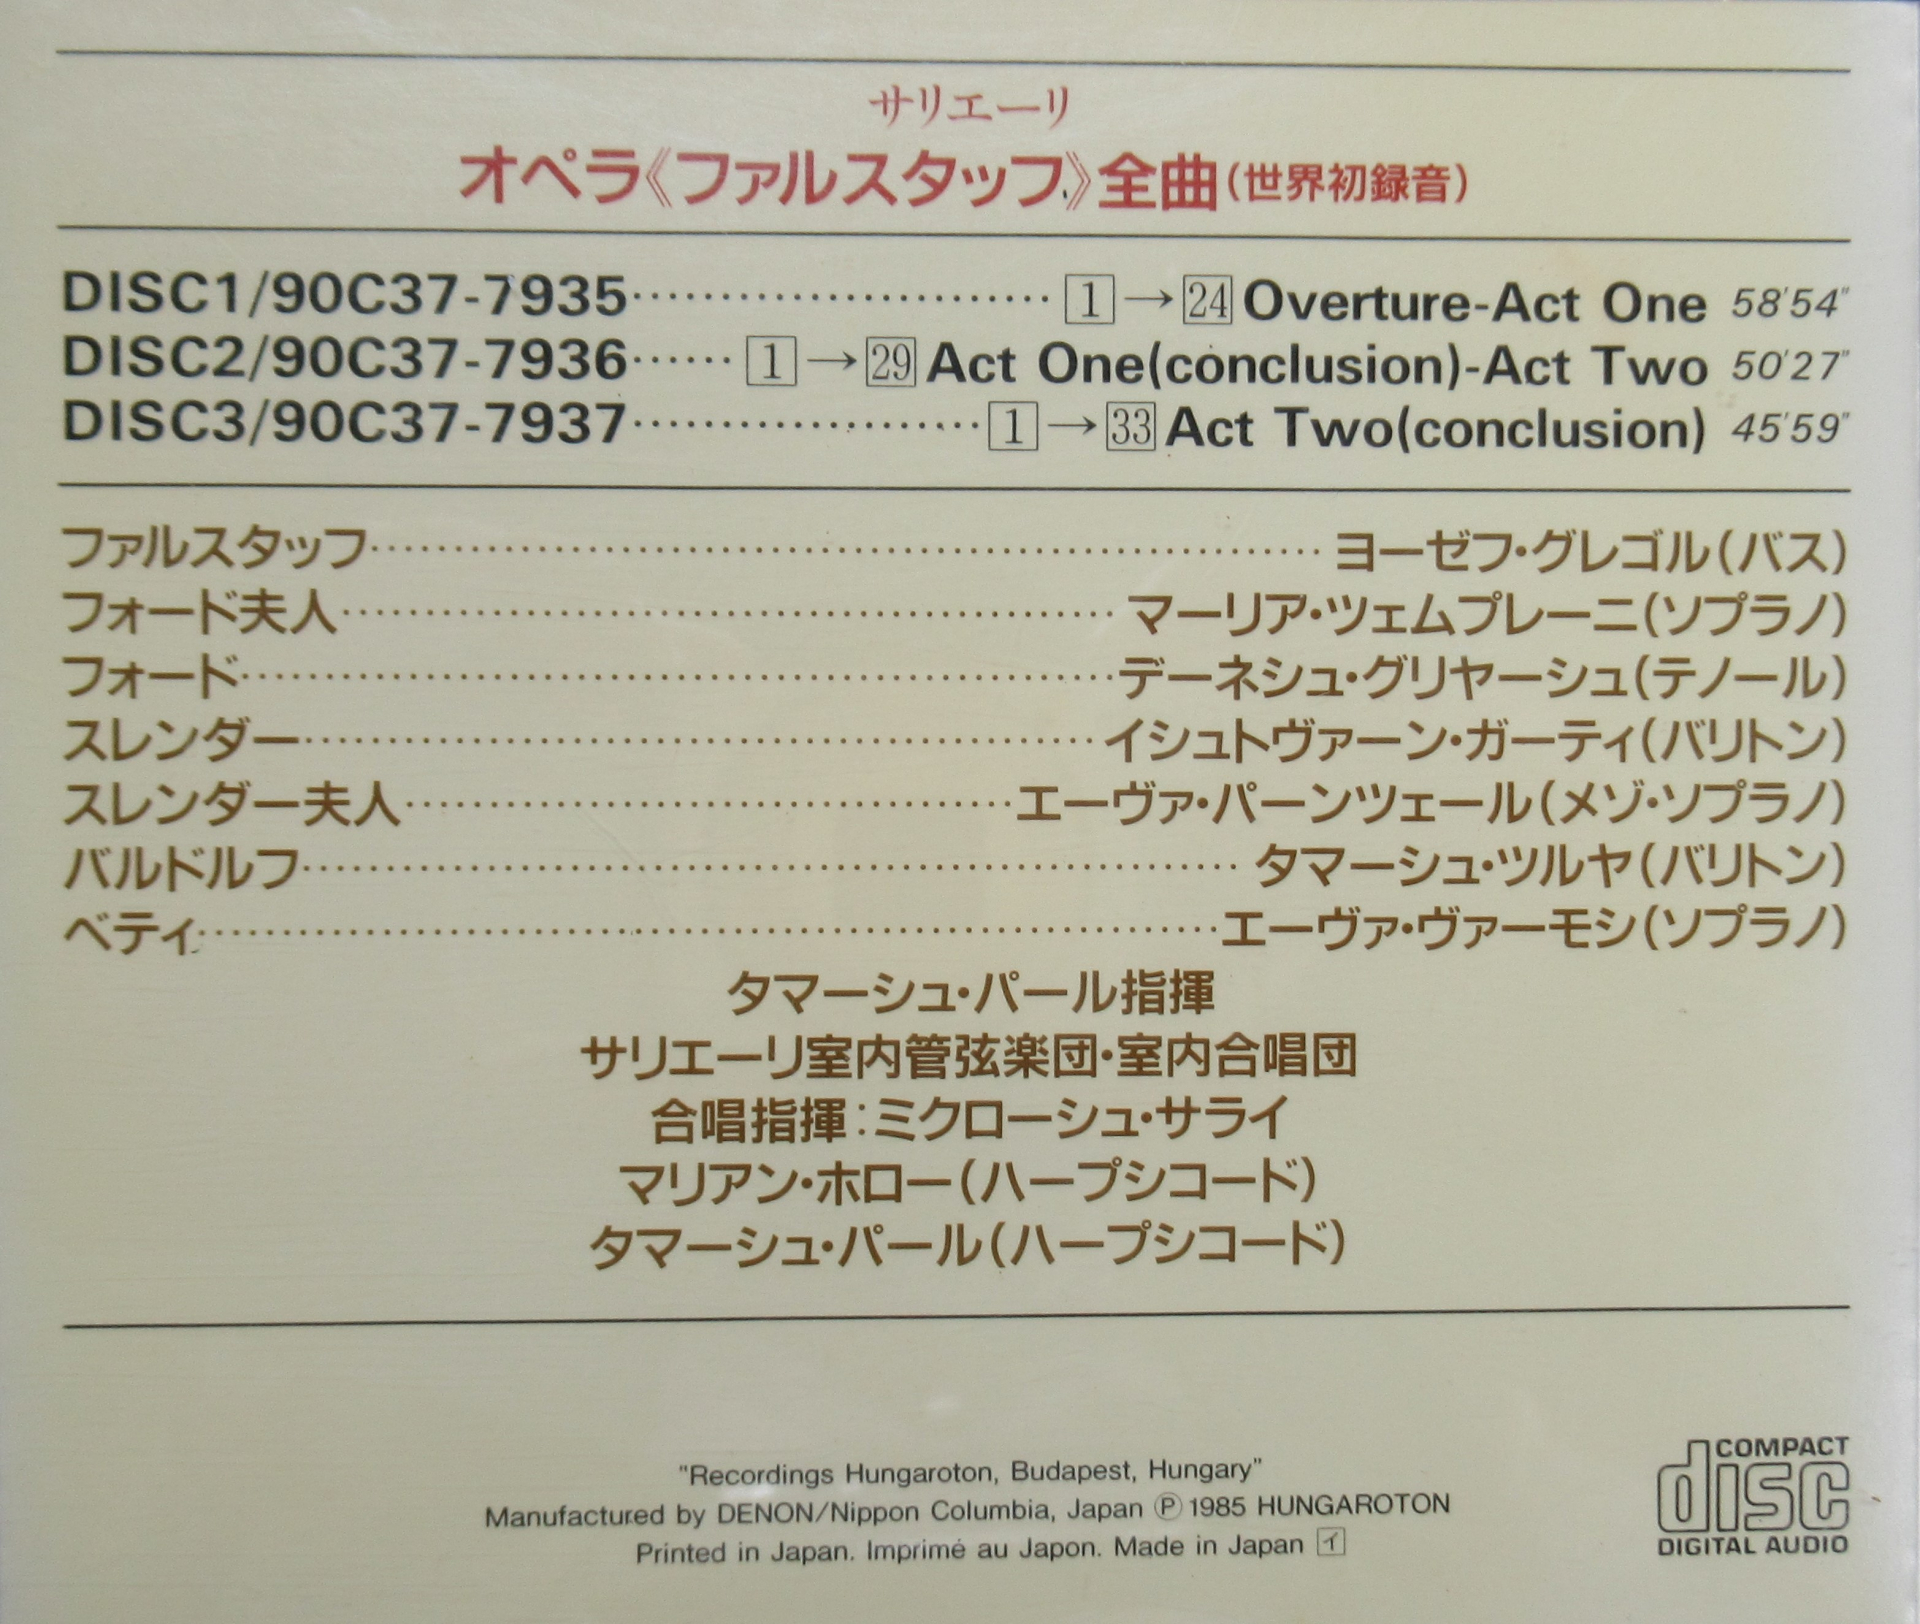 サリエーリ
オペラ《ファルスタッフ》全曲(世界初録音)
DISC1/90C37-7935 1→24 Overture-Act One 58'54"
DISC2/90C37-7936 1→29 Act One(conclusion)-Act Two 50'27"
DISC3/90C37-7937 1→33 Act Two(conclusion) 45'59"
ファルスタッフ ヨーゼフ・グレゴル(バス)
フォード夫人 マーリア・ツェムプレーニ(ソプラノ)
フォード デーネシュ・グリヤーシュ(テノール)
スレンダー イシュトヴァーン・ガーティ(バリトン)
スレンダー夫人 エーヴァ・パーンツェール(メゾ・ソプラノ)
バルドルフ タマーシュ・ツルヤ(バリトン)
ベティ エーヴァ・ヴァーモシ(ソプラノ)
タマーシュ・パール指揮
サリエーリ室内管弦楽団・室内合唱団
合唱指揮:ミクローシュ・サライ
マリアン・ホロー(ハープシコード)
タマーシュ・パール(ハープシコード)
"Recordings Hungaroton, Budapest, Hungary"
Manufactured by DENON/Nippon Columbia, Japan Ⓟ 1985 HUNGAROTON
Printed in Japan. Imprimé au Japon. Made in Japan イ
COMPACT
disc
DIGITAL AUDIO